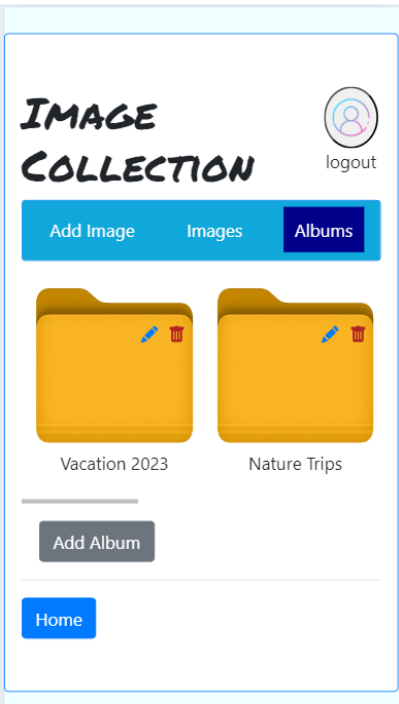 Image
Collection
logout
Add Image Images Albums
Vacation 2023 Nature Trips
Add Album
Home